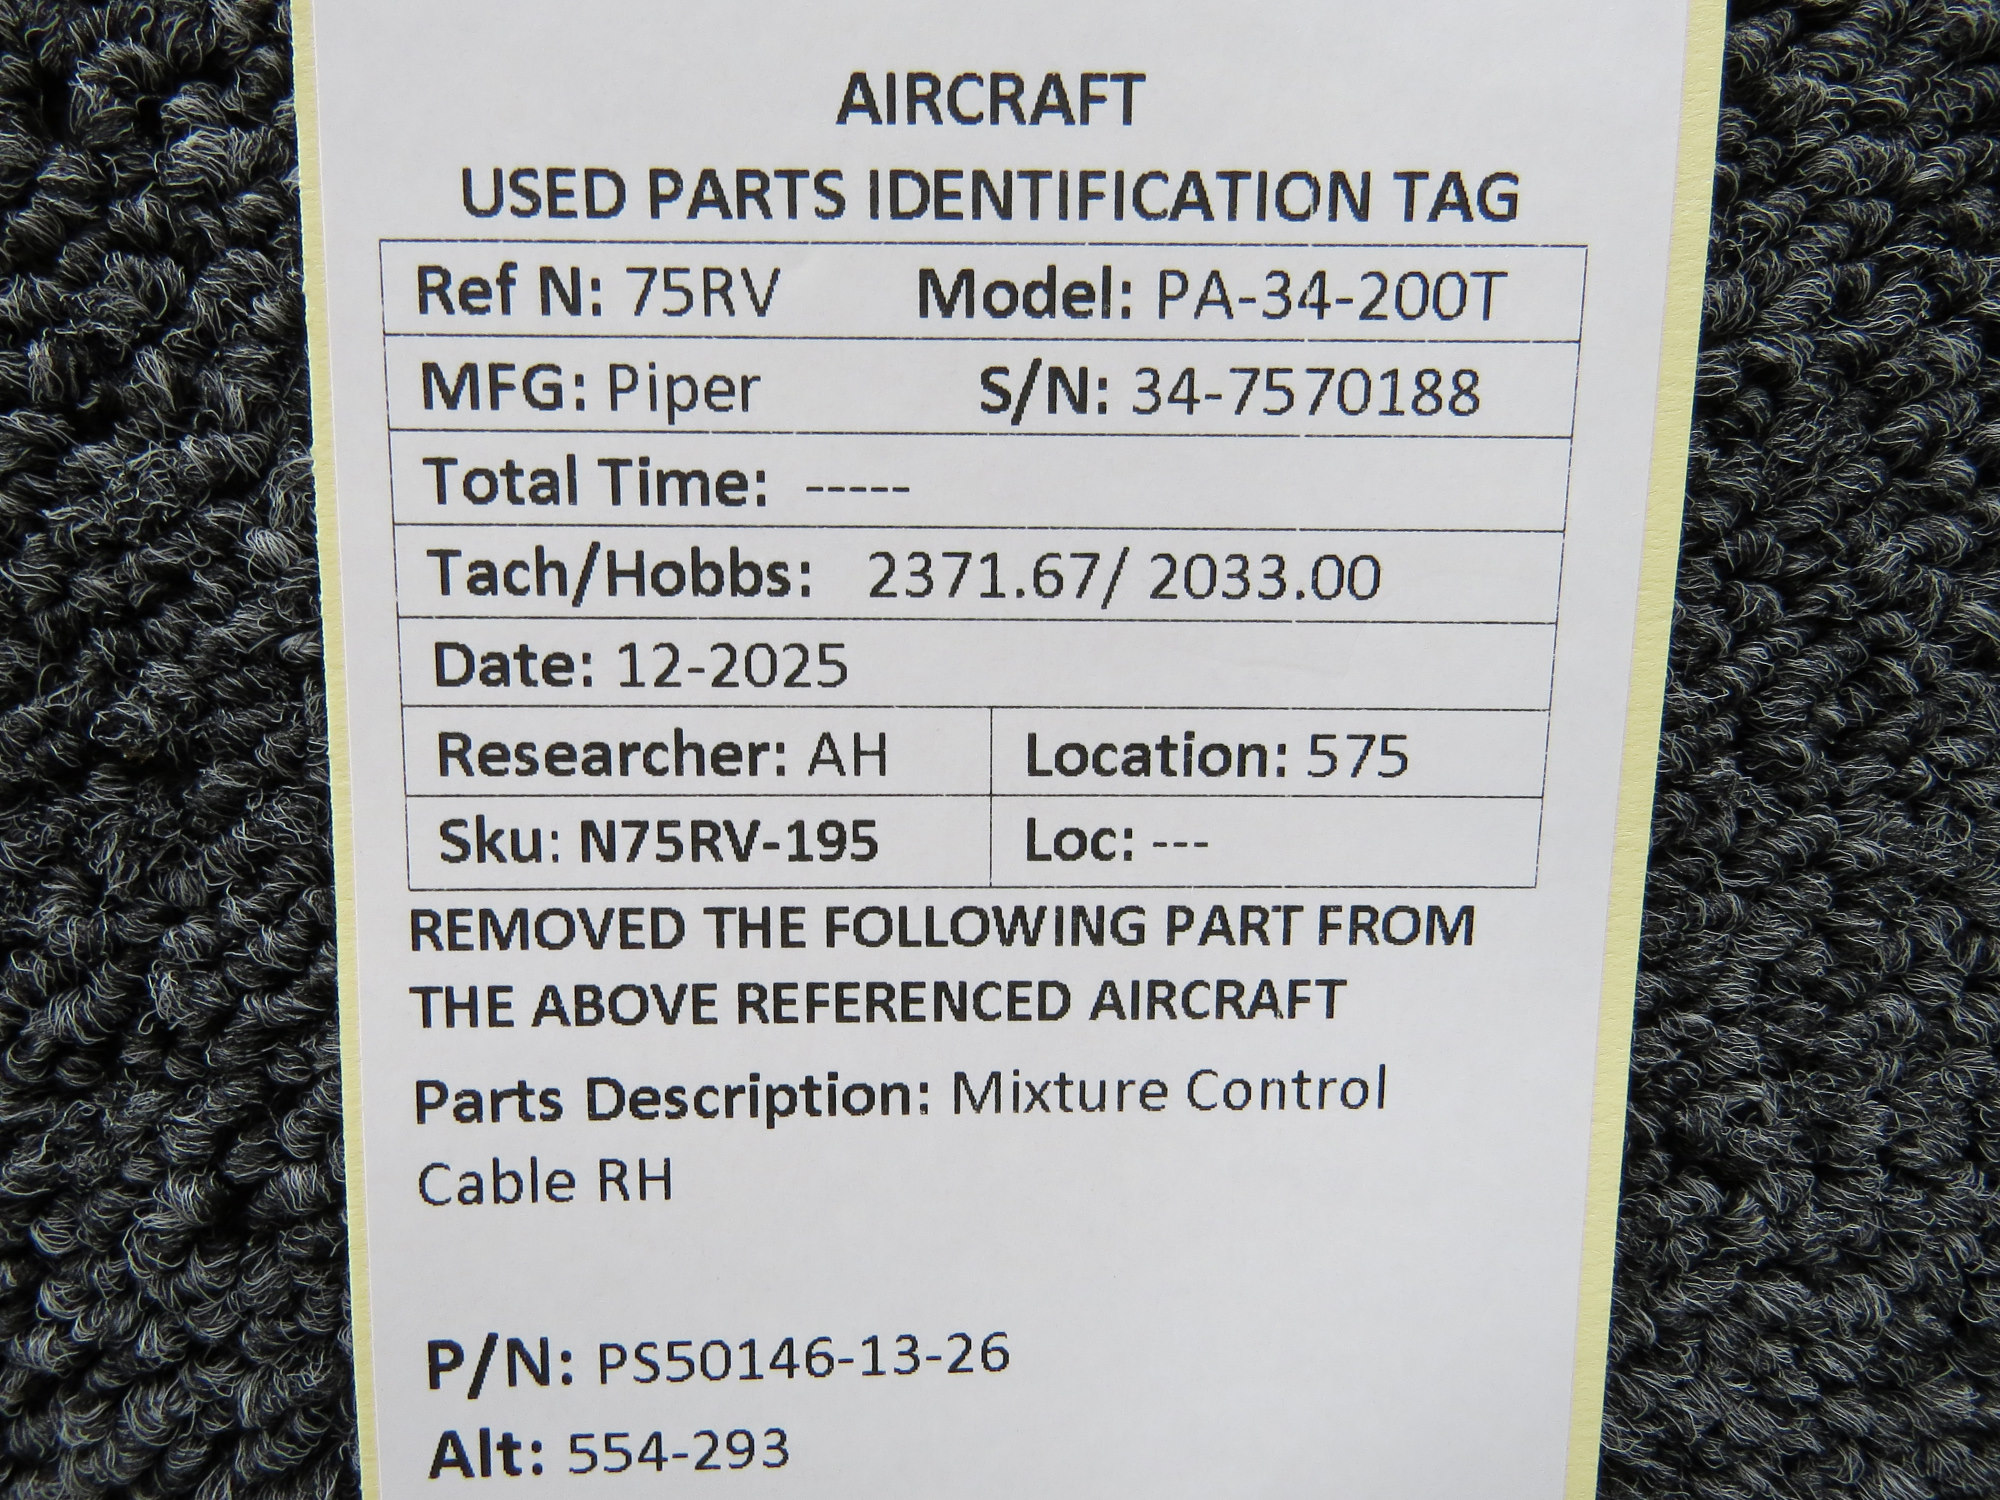 AIRCRAFT
USED PARTS IDENTIFICATION TAG
Ref N: 75RV Model: PA-34-200T
MFG: Piper S/N: 34-7570188
Total Time: -----
Tach/Hobbs: 2371.67/ 2033.00
Date: 12-2025
Researcher: AH Location: 575
Sku: N75RV-195 Loc: ---
REMOVED THE FOLLOWING PART FROM
THE ABOVE REFERENCED AIRCRAFT
Parts Description: Mixture Control
Cable RH
P/N: PS50146-13-26
Alt: 554-293